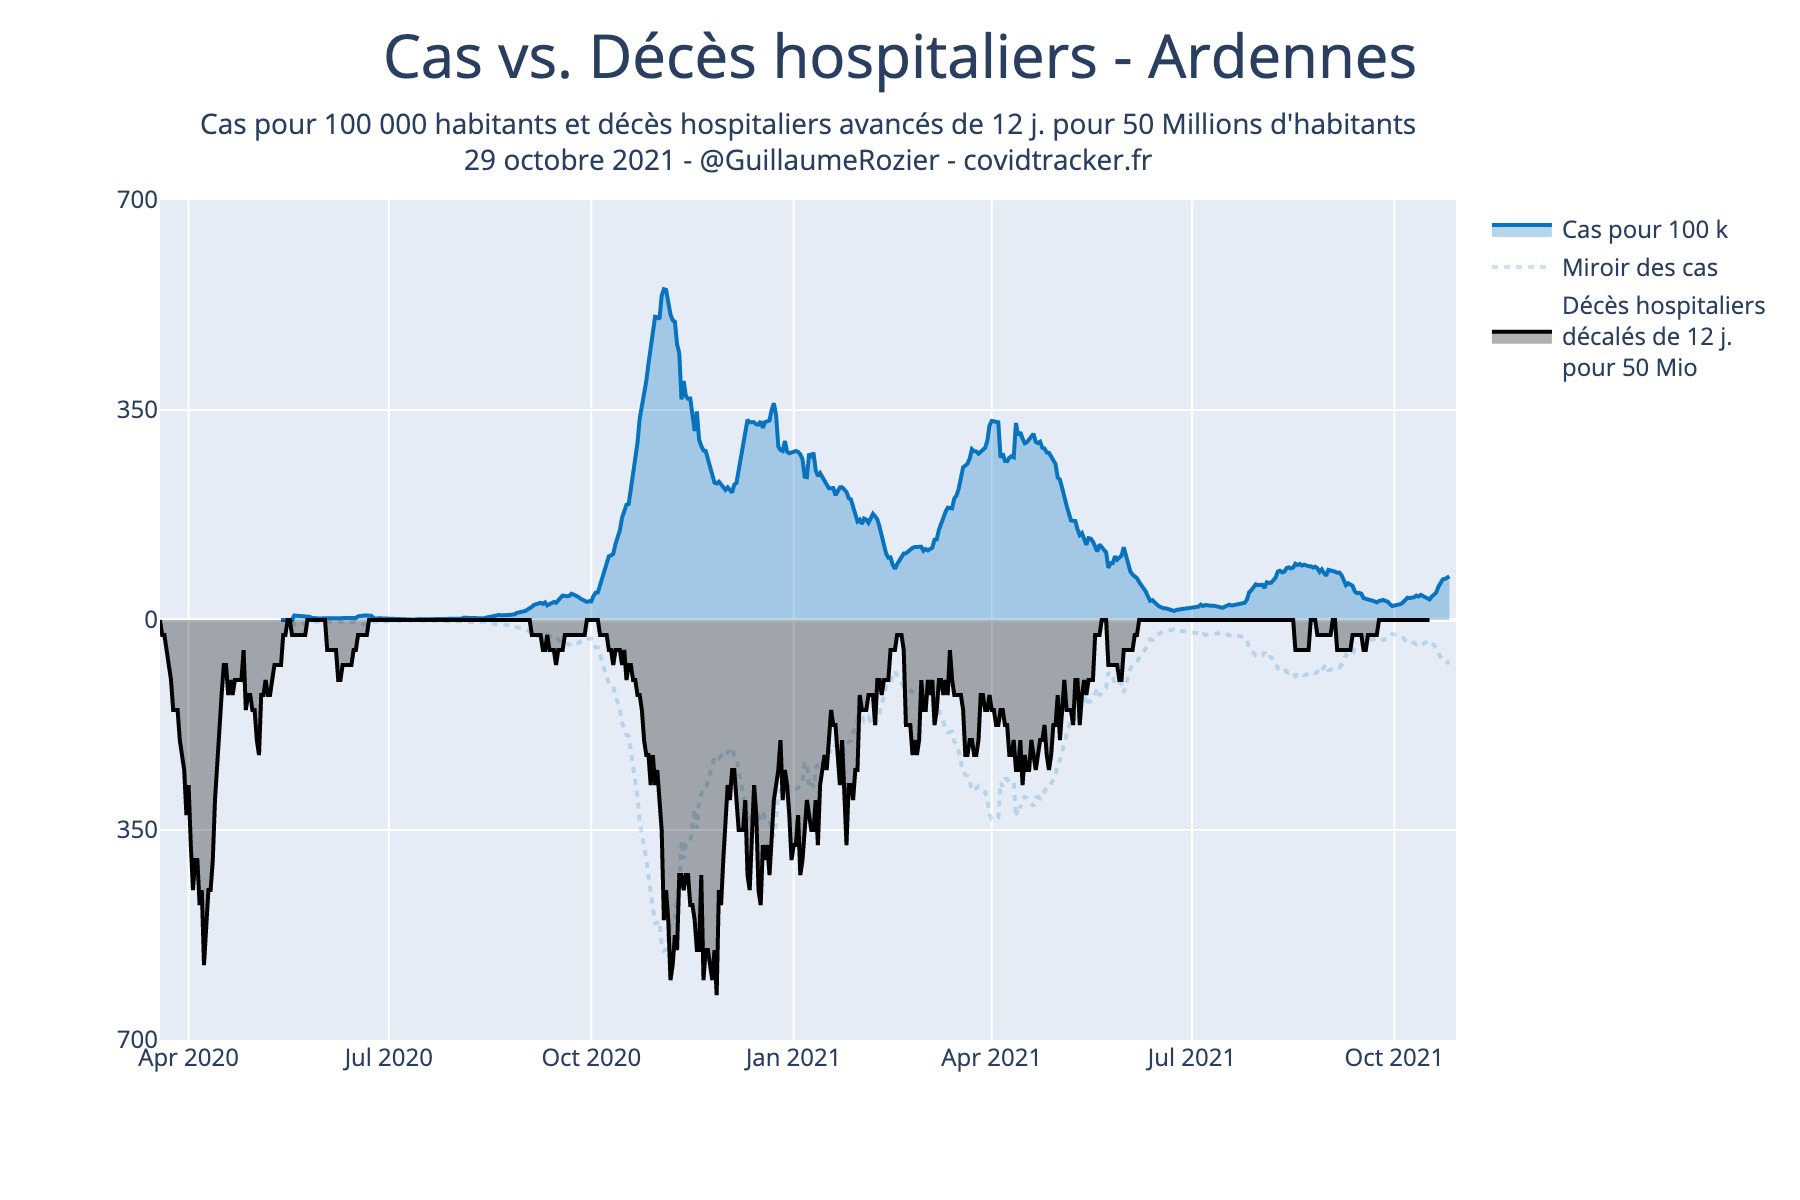 Cas vs. Décès hospitaliers - Ardennes
Cas pour 100 000 habitants et décès hospitaliers avancés de 12 j. pour 50 Millions d'habitants
29 octobre 2021 - @GuillaumeRozier - covidtracker.fr
700
350
0
350
700
Apr 2020
Jul 2020
Oct 2020
Jan 2021
Apr 2021
Jul 2021
Oct 2021
Cas pour 100 k
Miroir des cas
Décès hospitaliers
décalés de 12 j.
pour 50 Mio